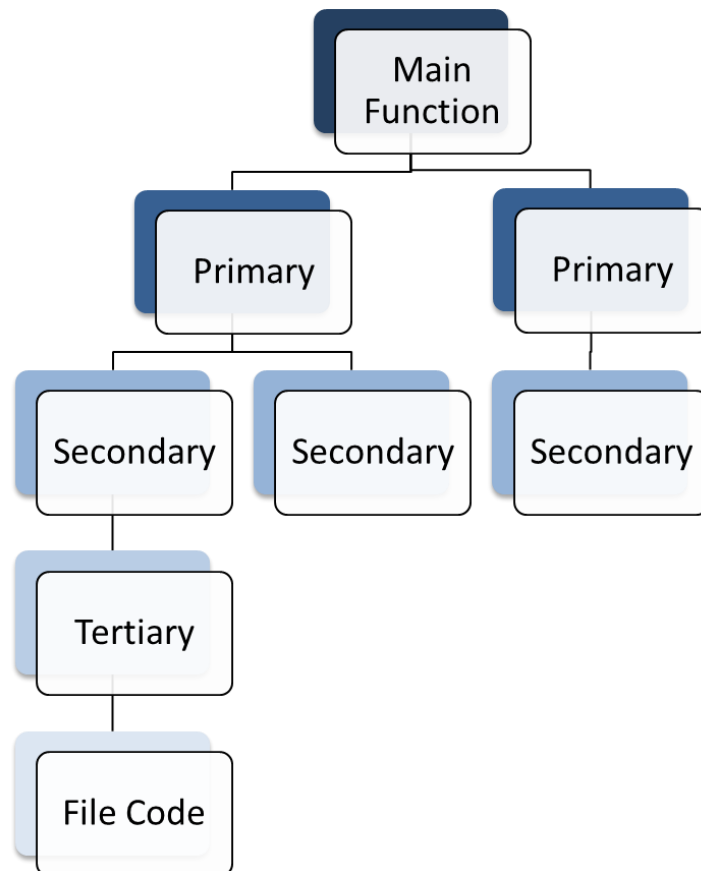 Main
Function
Primary
Primary
Secondary
Secondary
Secondary
Tertiary
File Code